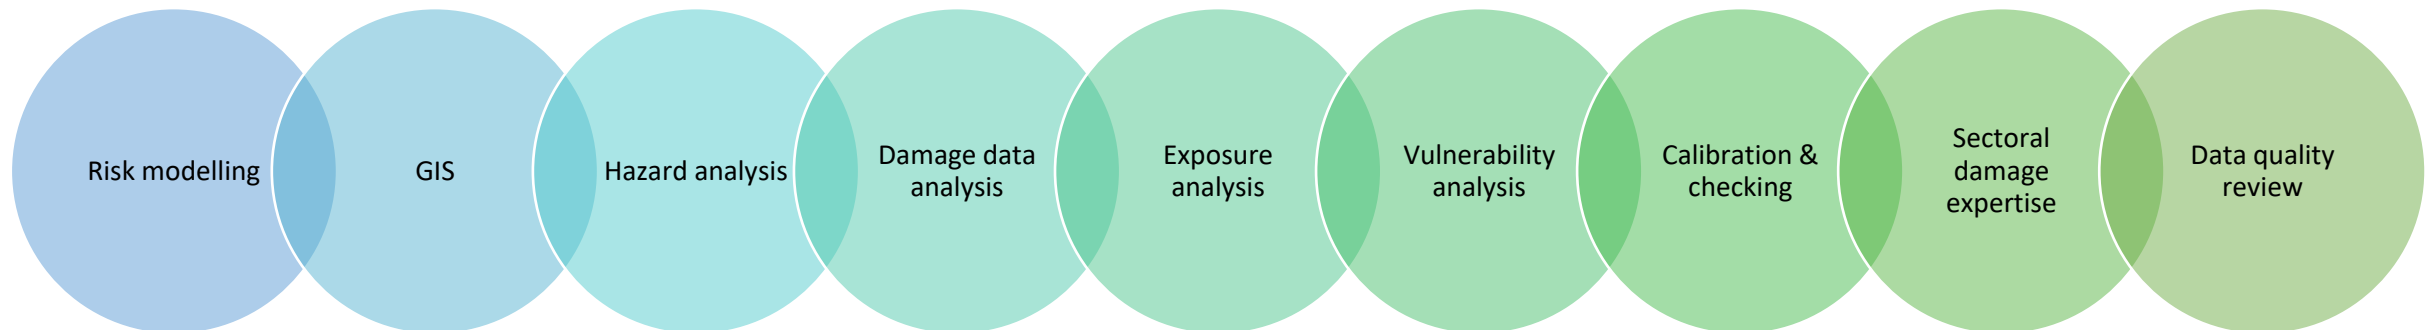 Risk modelling
GIS
Hazard analysis
Damage data
analysis
Exposure
analysis
Vulnerability
analysis
Calibration &
checking
Sectoral
damage
expertise
Data quality
review